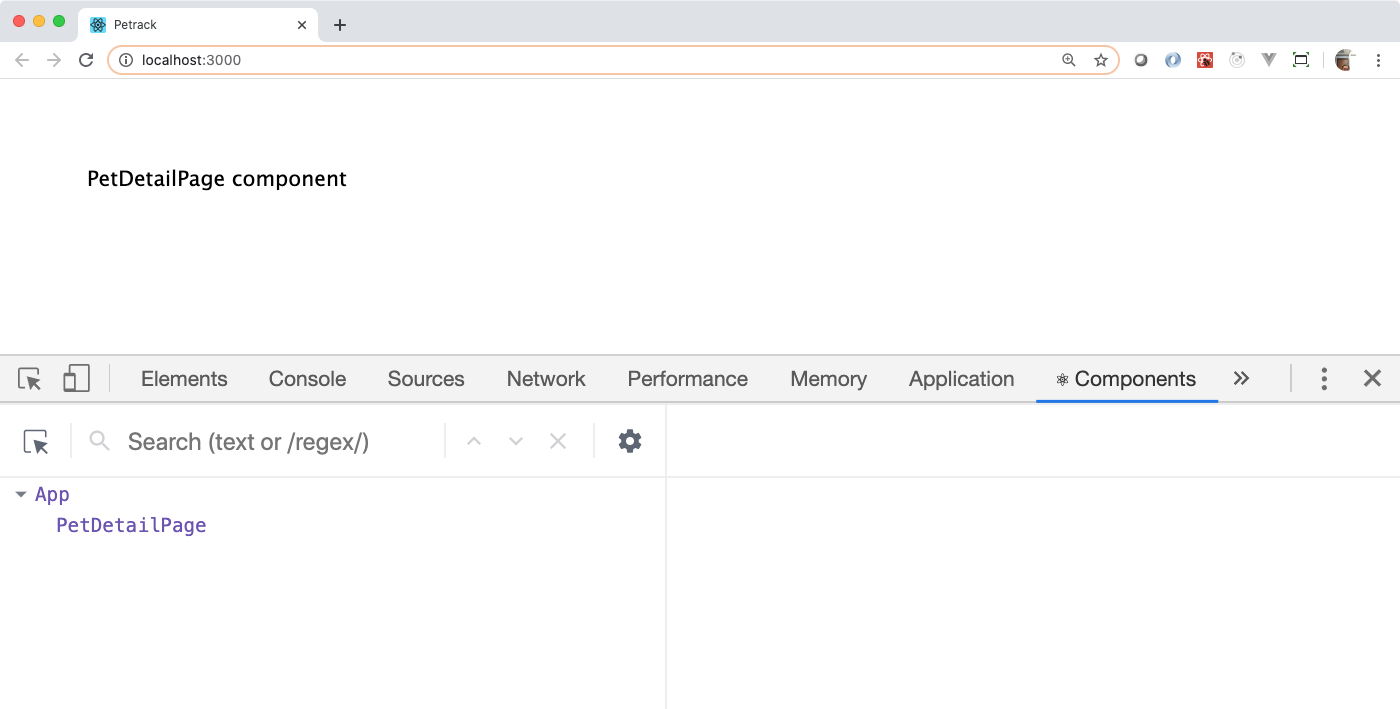 Petrack
localhost:3000
PetDetailPage component
Elements Console Sources Network Performance Memory Application Components
Search (text or /regex/)
App
PetDetailPage